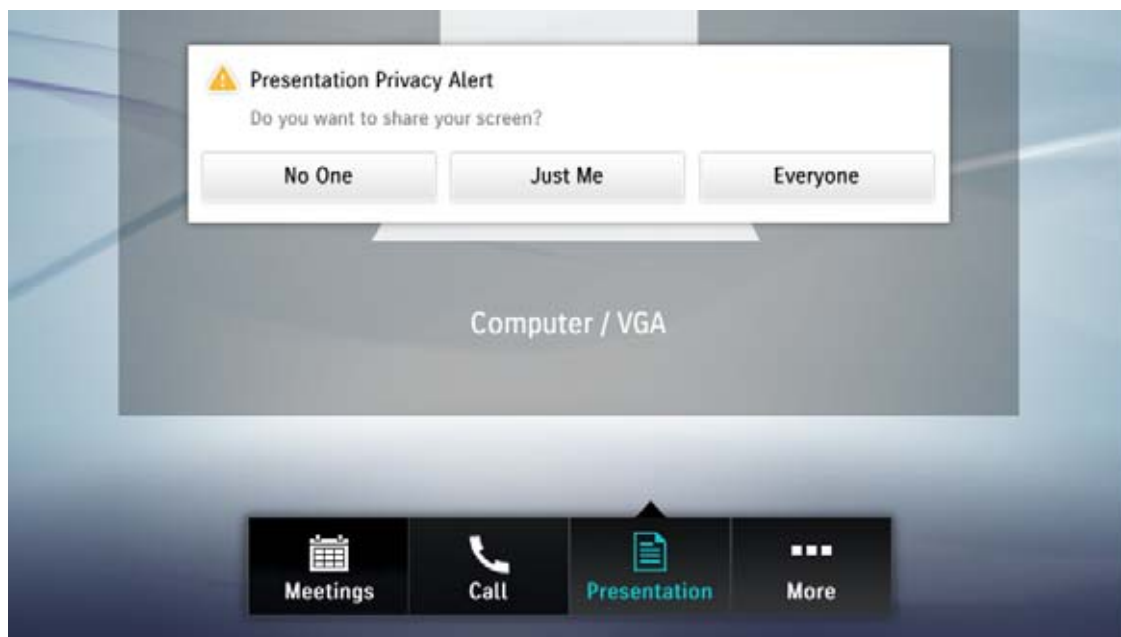 Presentation Privacy Alert
Do you want to share your screen?
No One
Just Me
Everyone
Computer / VGA
Meetings
Call
Presentation
More